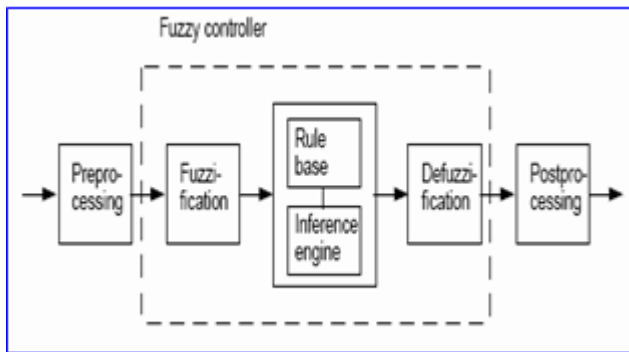 Fuzzy controller
Prepro-
cessing
Fuzzi-
fication
Rule
base
Inference
engine
Defuzzi-
fication
Postpro-
cessing